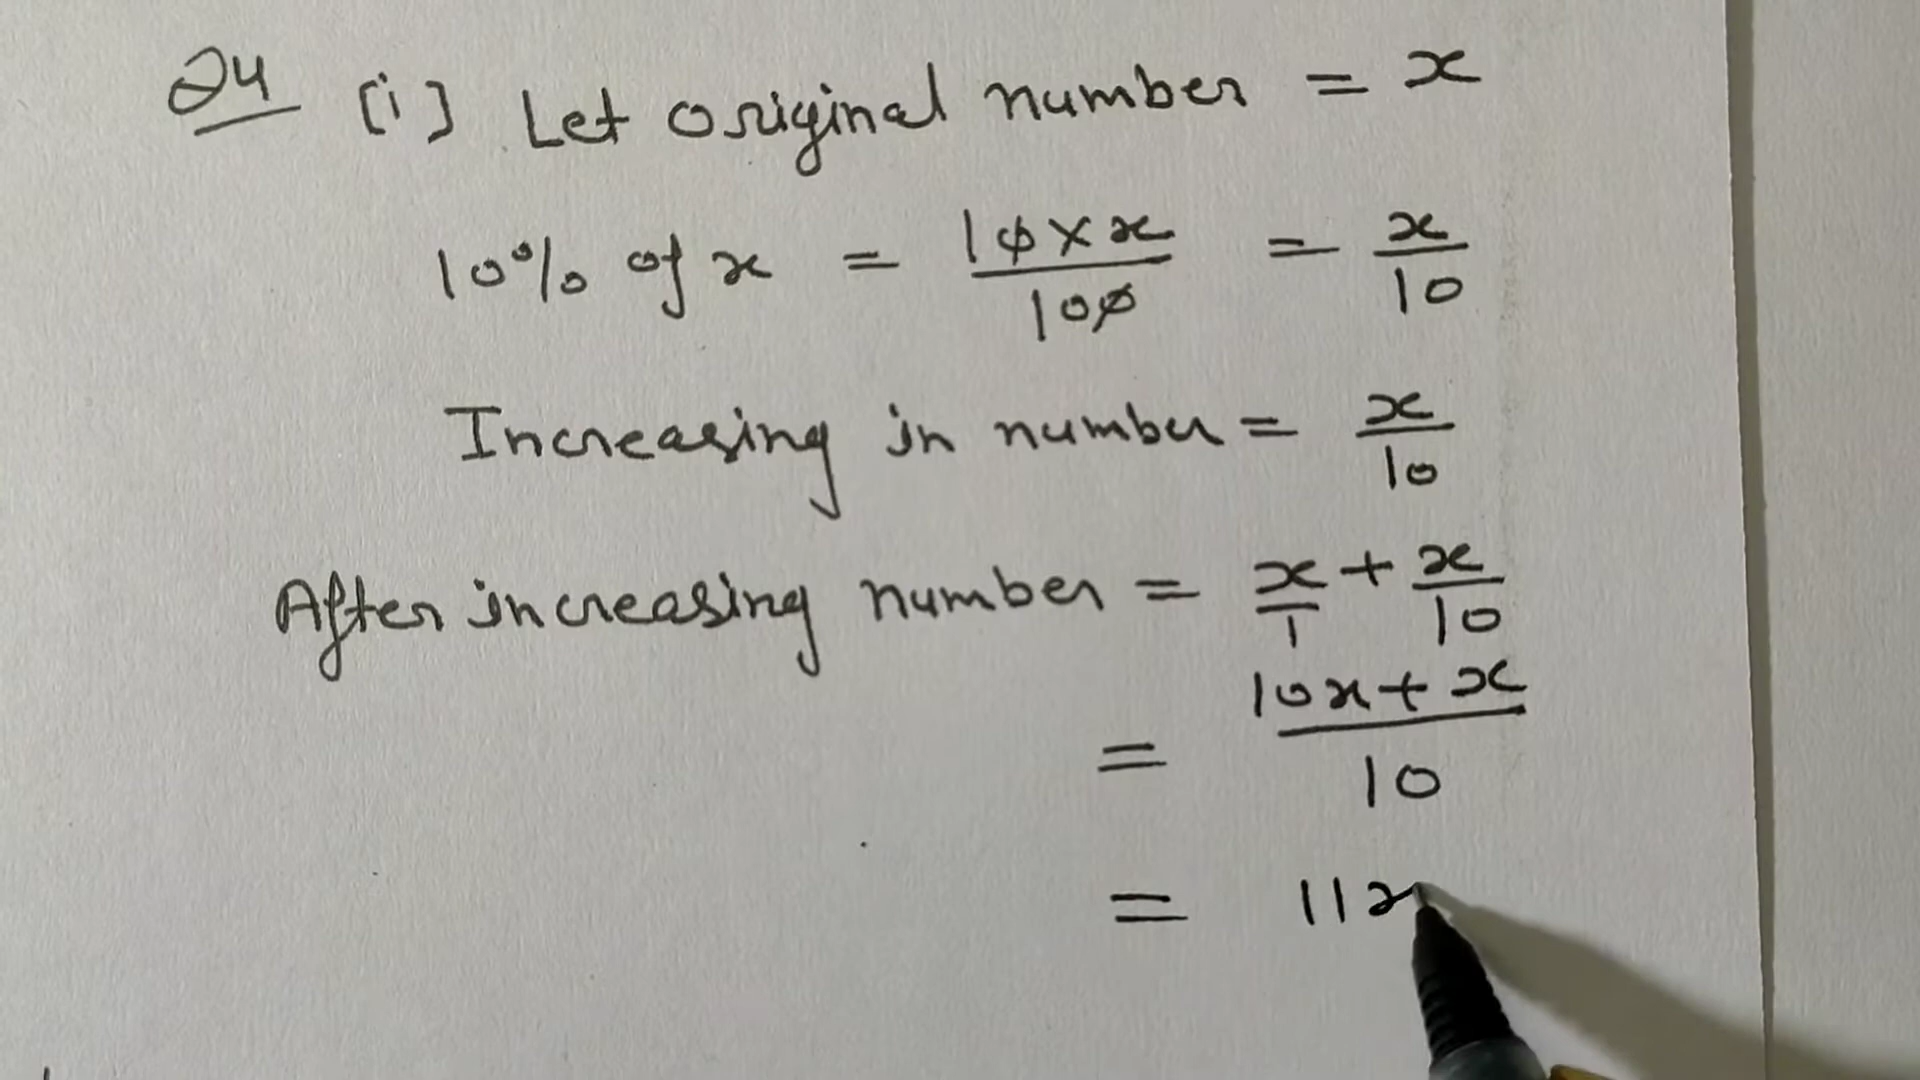 Q4 [i] Let original number = x
10% of x = 10 × x / 100 = x / 10
Increasing in number = x / 10
After increasing number = x / 1 + x / 10
= 10x + x / 10
= 11x